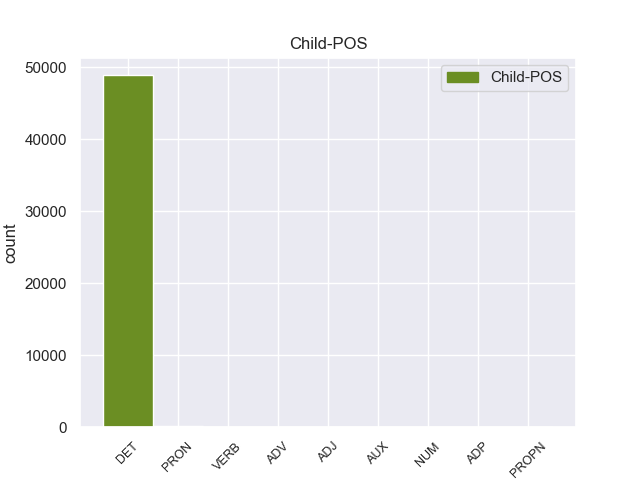 Child-POS
Child-POS
50000
40000
30000
20000
10000
0
count
DET
PRON
VERB
ADV
ADJ
AUX
NUM
ADP
PROPN